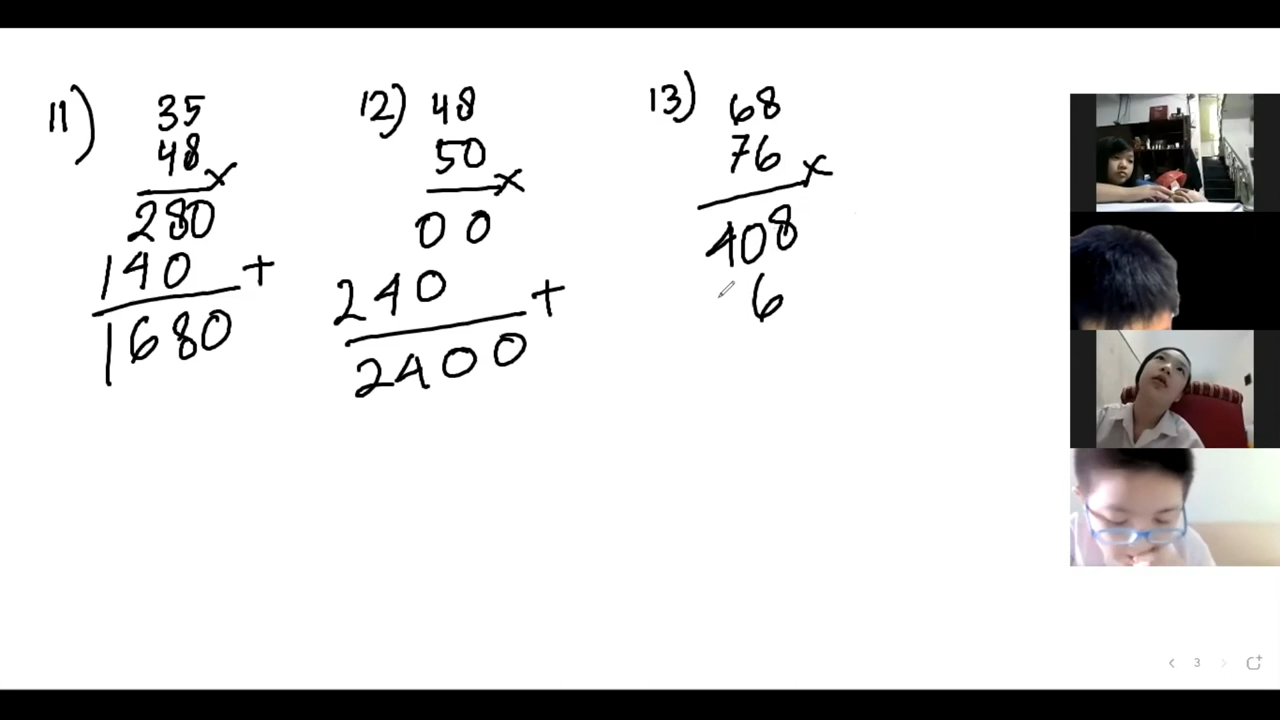 11) 35
48 x
280
140 +
1680
12) 48
50 x
00
240 +
2400
13) 68
76 x
408
6
< 3 >